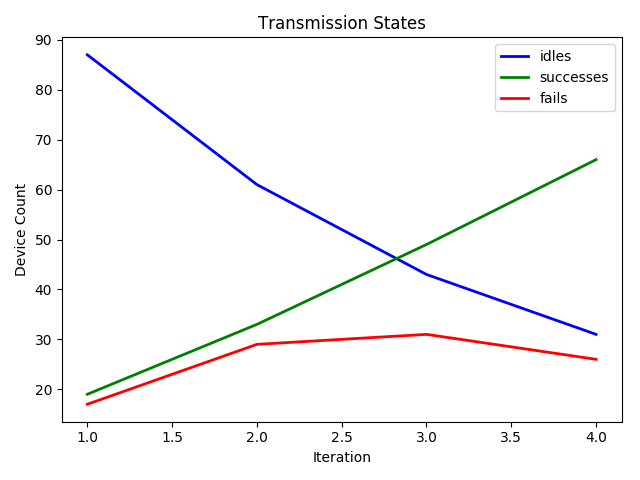 Transmission States
idles
successes
fails
Device Count
90
80
70
60
50
40
30
20
1.0 1.5 2.0 2.5 3.0 3.5 4.0
Iteration